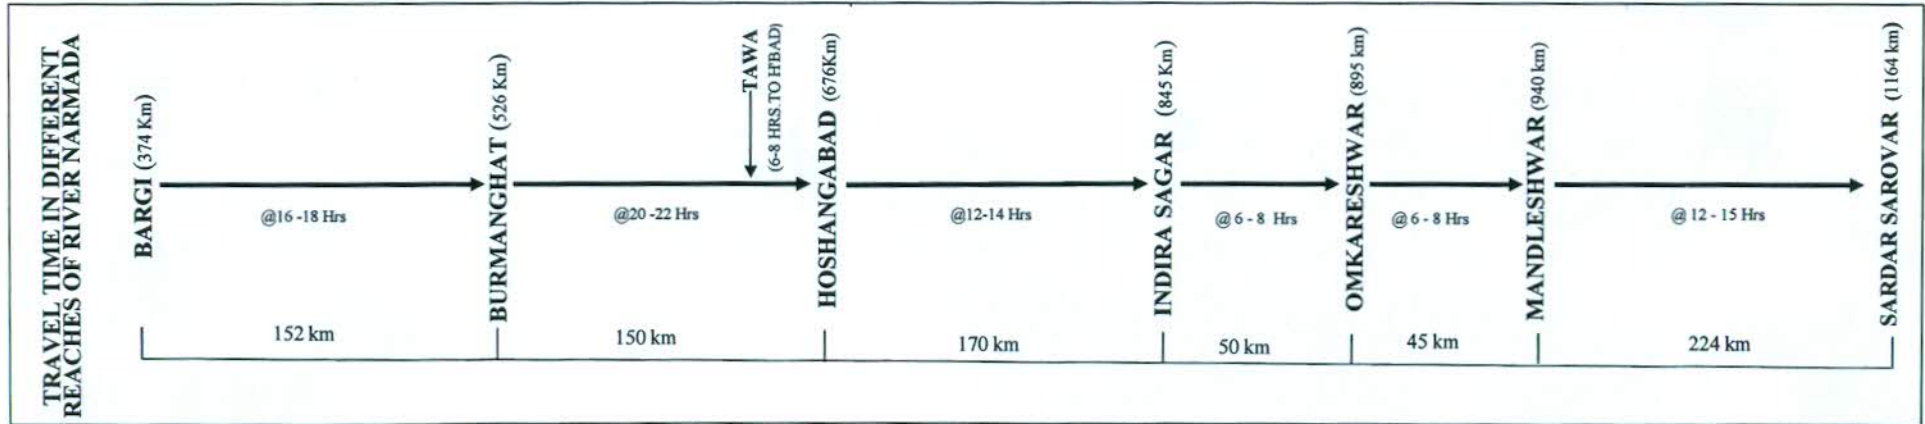 TRAVEL TIME IN DIFFERENT
REACHES OF RIVER NARMADA
BARGI (374 Km)
@16 -18 Hrs
152 km
BURMANGHAT (526 Km)
@20 -22 Hrs
150 km
TAWA
(6-8 HRS.TO H'BAD)
HOSHANGABAD (676Km)
@12-14 Hrs
170 km
INDIRA SAGAR (845 Km)
@ 6 - 8 Hrs
50 km
OMKARESHWAR (895 km)
@ 6 - 8 Hrs
45 km
MANDLESHWAR (940 km)
@ 12 - 15 Hrs
224 km
SARDAR SAROVAR (1164 km)